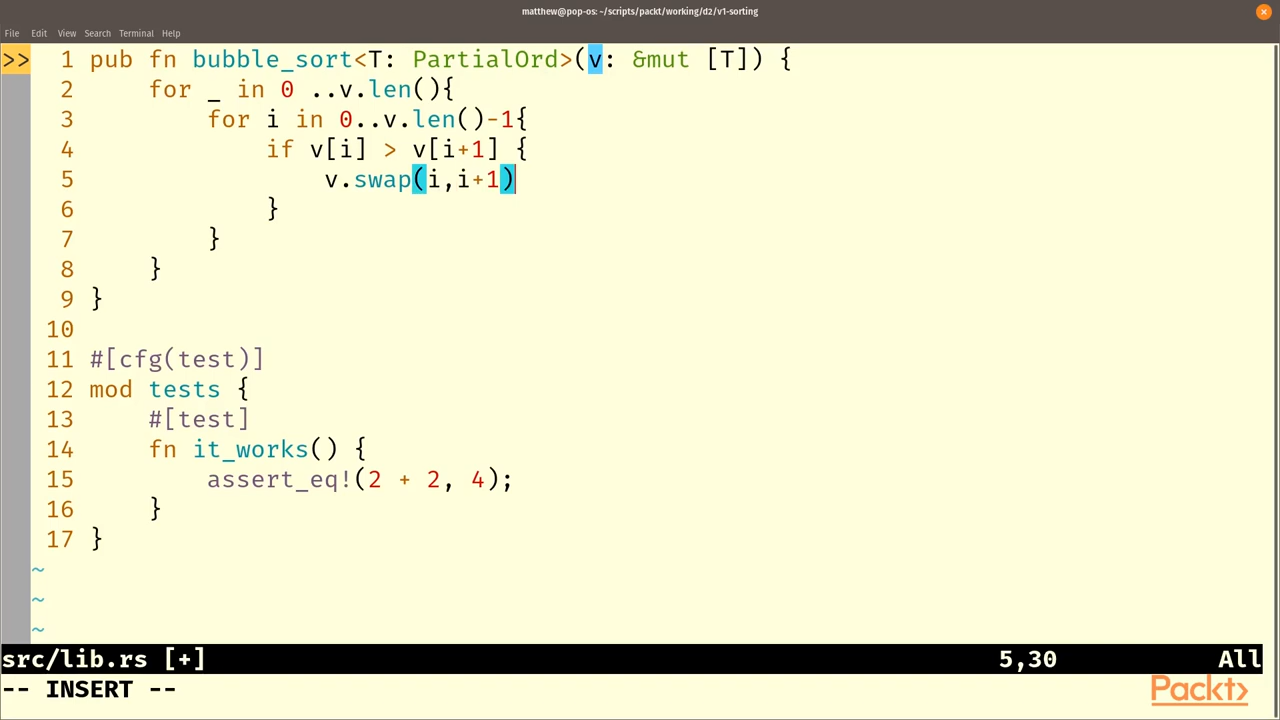 matthew@pop-os: ~/scripts/packt/working/d2/v1-sorting
File Edit View Search Terminal Help
>> 1 pub fn bubble_sort<T: PartialOrd>(v: &mut [T]) {
2     for _ in 0 ..v.len(){
3         for i in 0..v.len()-1{
4             if v[i] > v[i+1] {
5                 v.swap(i,i+1)
6             }
7         }
8     }
9 }
10
11 #[cfg(test)]
12 mod tests {
13     #[test]
14     fn it_works() {
15         assert_eq!(2 + 2, 4);
16     }
17 }
~
~
~
src/lib.rs [+] 5,30 All
-- INSERT --
Packt>